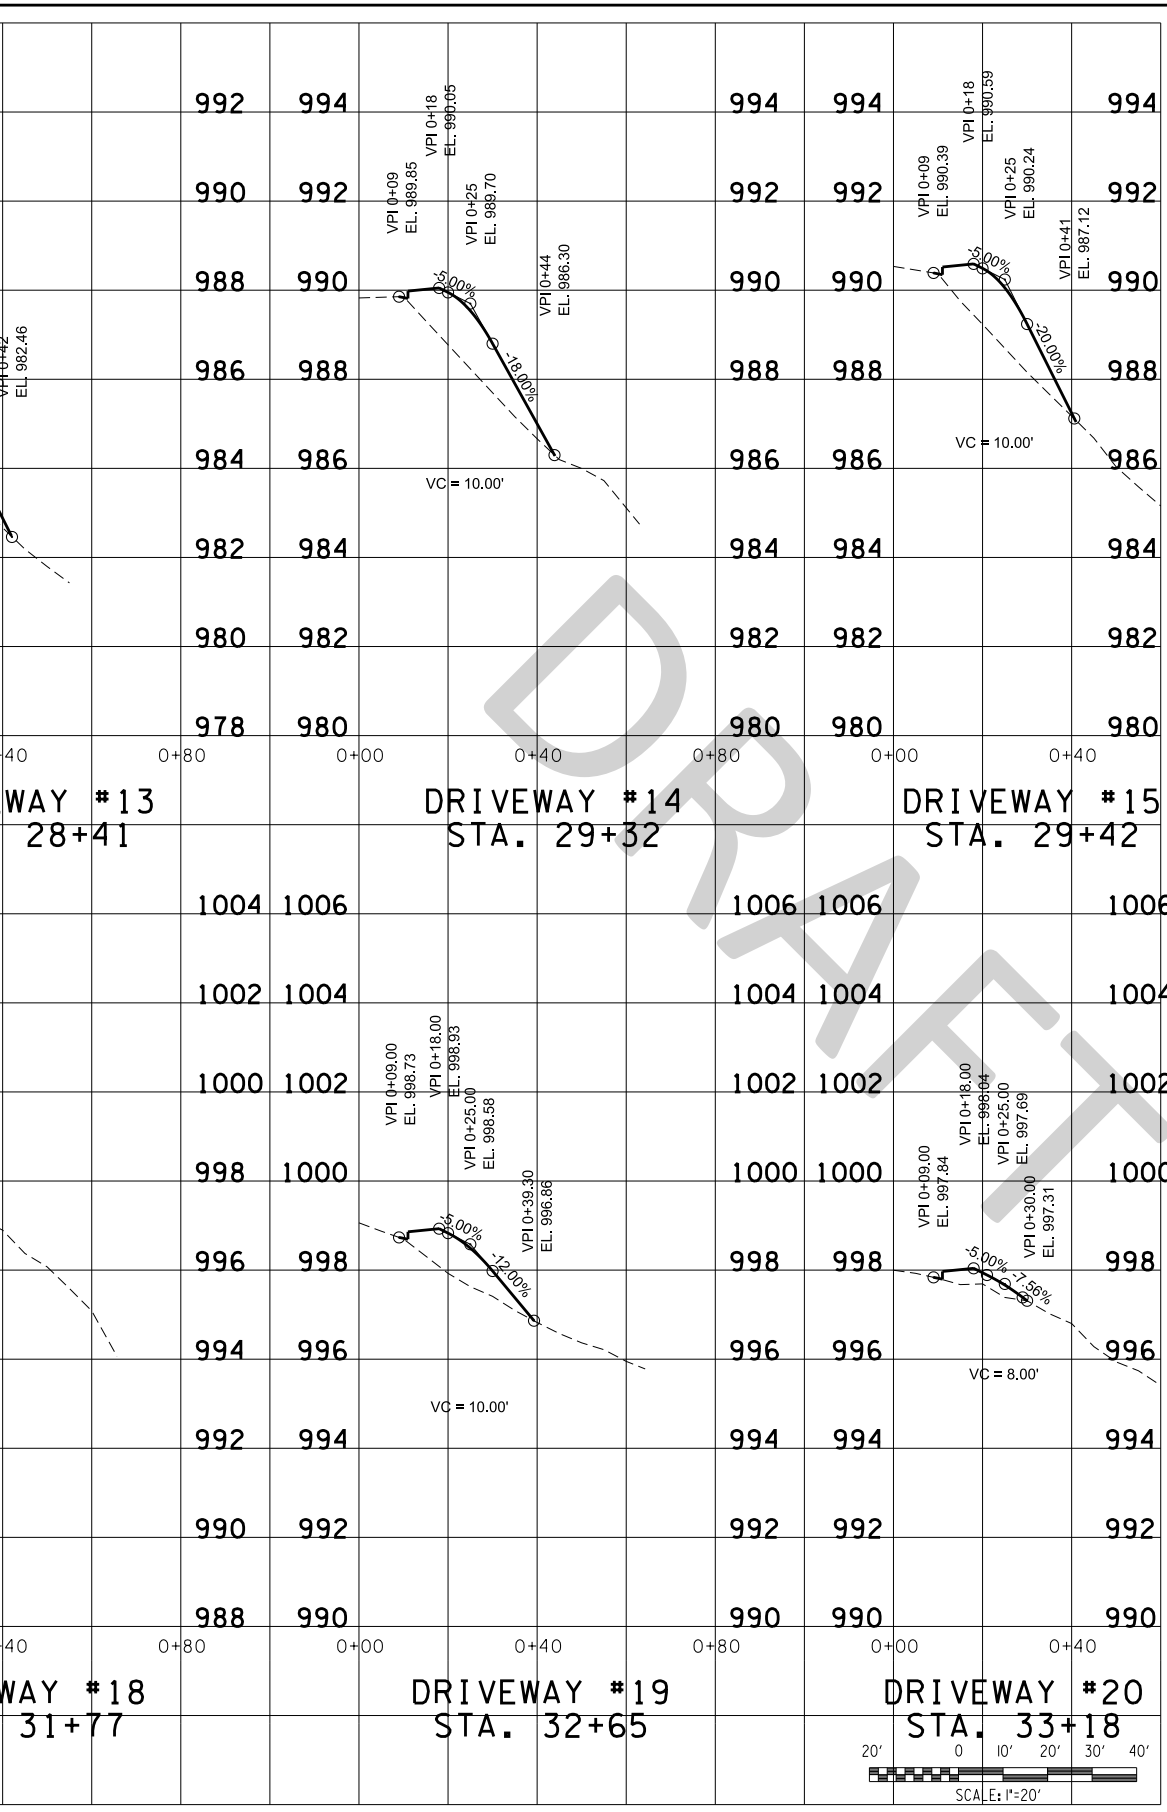 992 994 994 994 994
990 992 992 992 992
988 990 990 990 990
986 988 988 988 988
984 986 986 986 986
982 984 984 984 984
980 982 982 982 982
978 980 980 980 980
EL. 982.46
VPI 0+09
EL. 989.85
VPI 0+18
EL. 990.05
VPI 0+25
EL. 989.70
VPI 0+44
EL. 986.30
-5.00%
-18.00%
VC = 10.00'
VPI 0+09
EL. 990.39
VPI 0+18
EL. 990.59
VPI 0+25
EL. 990.24
VPI 0+41
EL. 987.12
-5.00%
-20.00%
VC = 10.00'
40 0+80 0+00 0+40 0+80 0+00 0+40
WAY #13
28+41
DRIVEWAY #14
STA. 29+32
DRIVEWAY #15
STA. 29+42
DRAFT
1004 1006 1006 1006 1006
1002 1004 1004 1004 1004
1000 1002 1002 1002 1002
998 1000 1000 1000 1000
996 998 998 998
994 996 996 996 996
992 994 994 994 994
990 992 992 992 992
988 990 990 990 990
VPI 0+09.00
EL. 998.73
VPI 0+18.00
EL. 998.93
VPI 0+25.00
EL. 998.58
VPI 0+39.30
EL. 996.86
-5.00%
-12.00%
VC = 10.00'
VPI 0+09.00
EL. 997.84
VPI 0+18.00
EL. 998.04
VPI 0+25.00
EL. 997.69
VPI 0+30.00
EL. 997.31
-5.00%
-7.56%
VC = 8.00'
40 0+80 0+00 0+40 0+80 0+00 0+40
WAY #18
31+77
DRIVEWAY #19
STA. 32+65
DRIVEWAY #20
STA. 33+18
20' 0 10' 20' 30' 40'
SCALE: 1"=20'